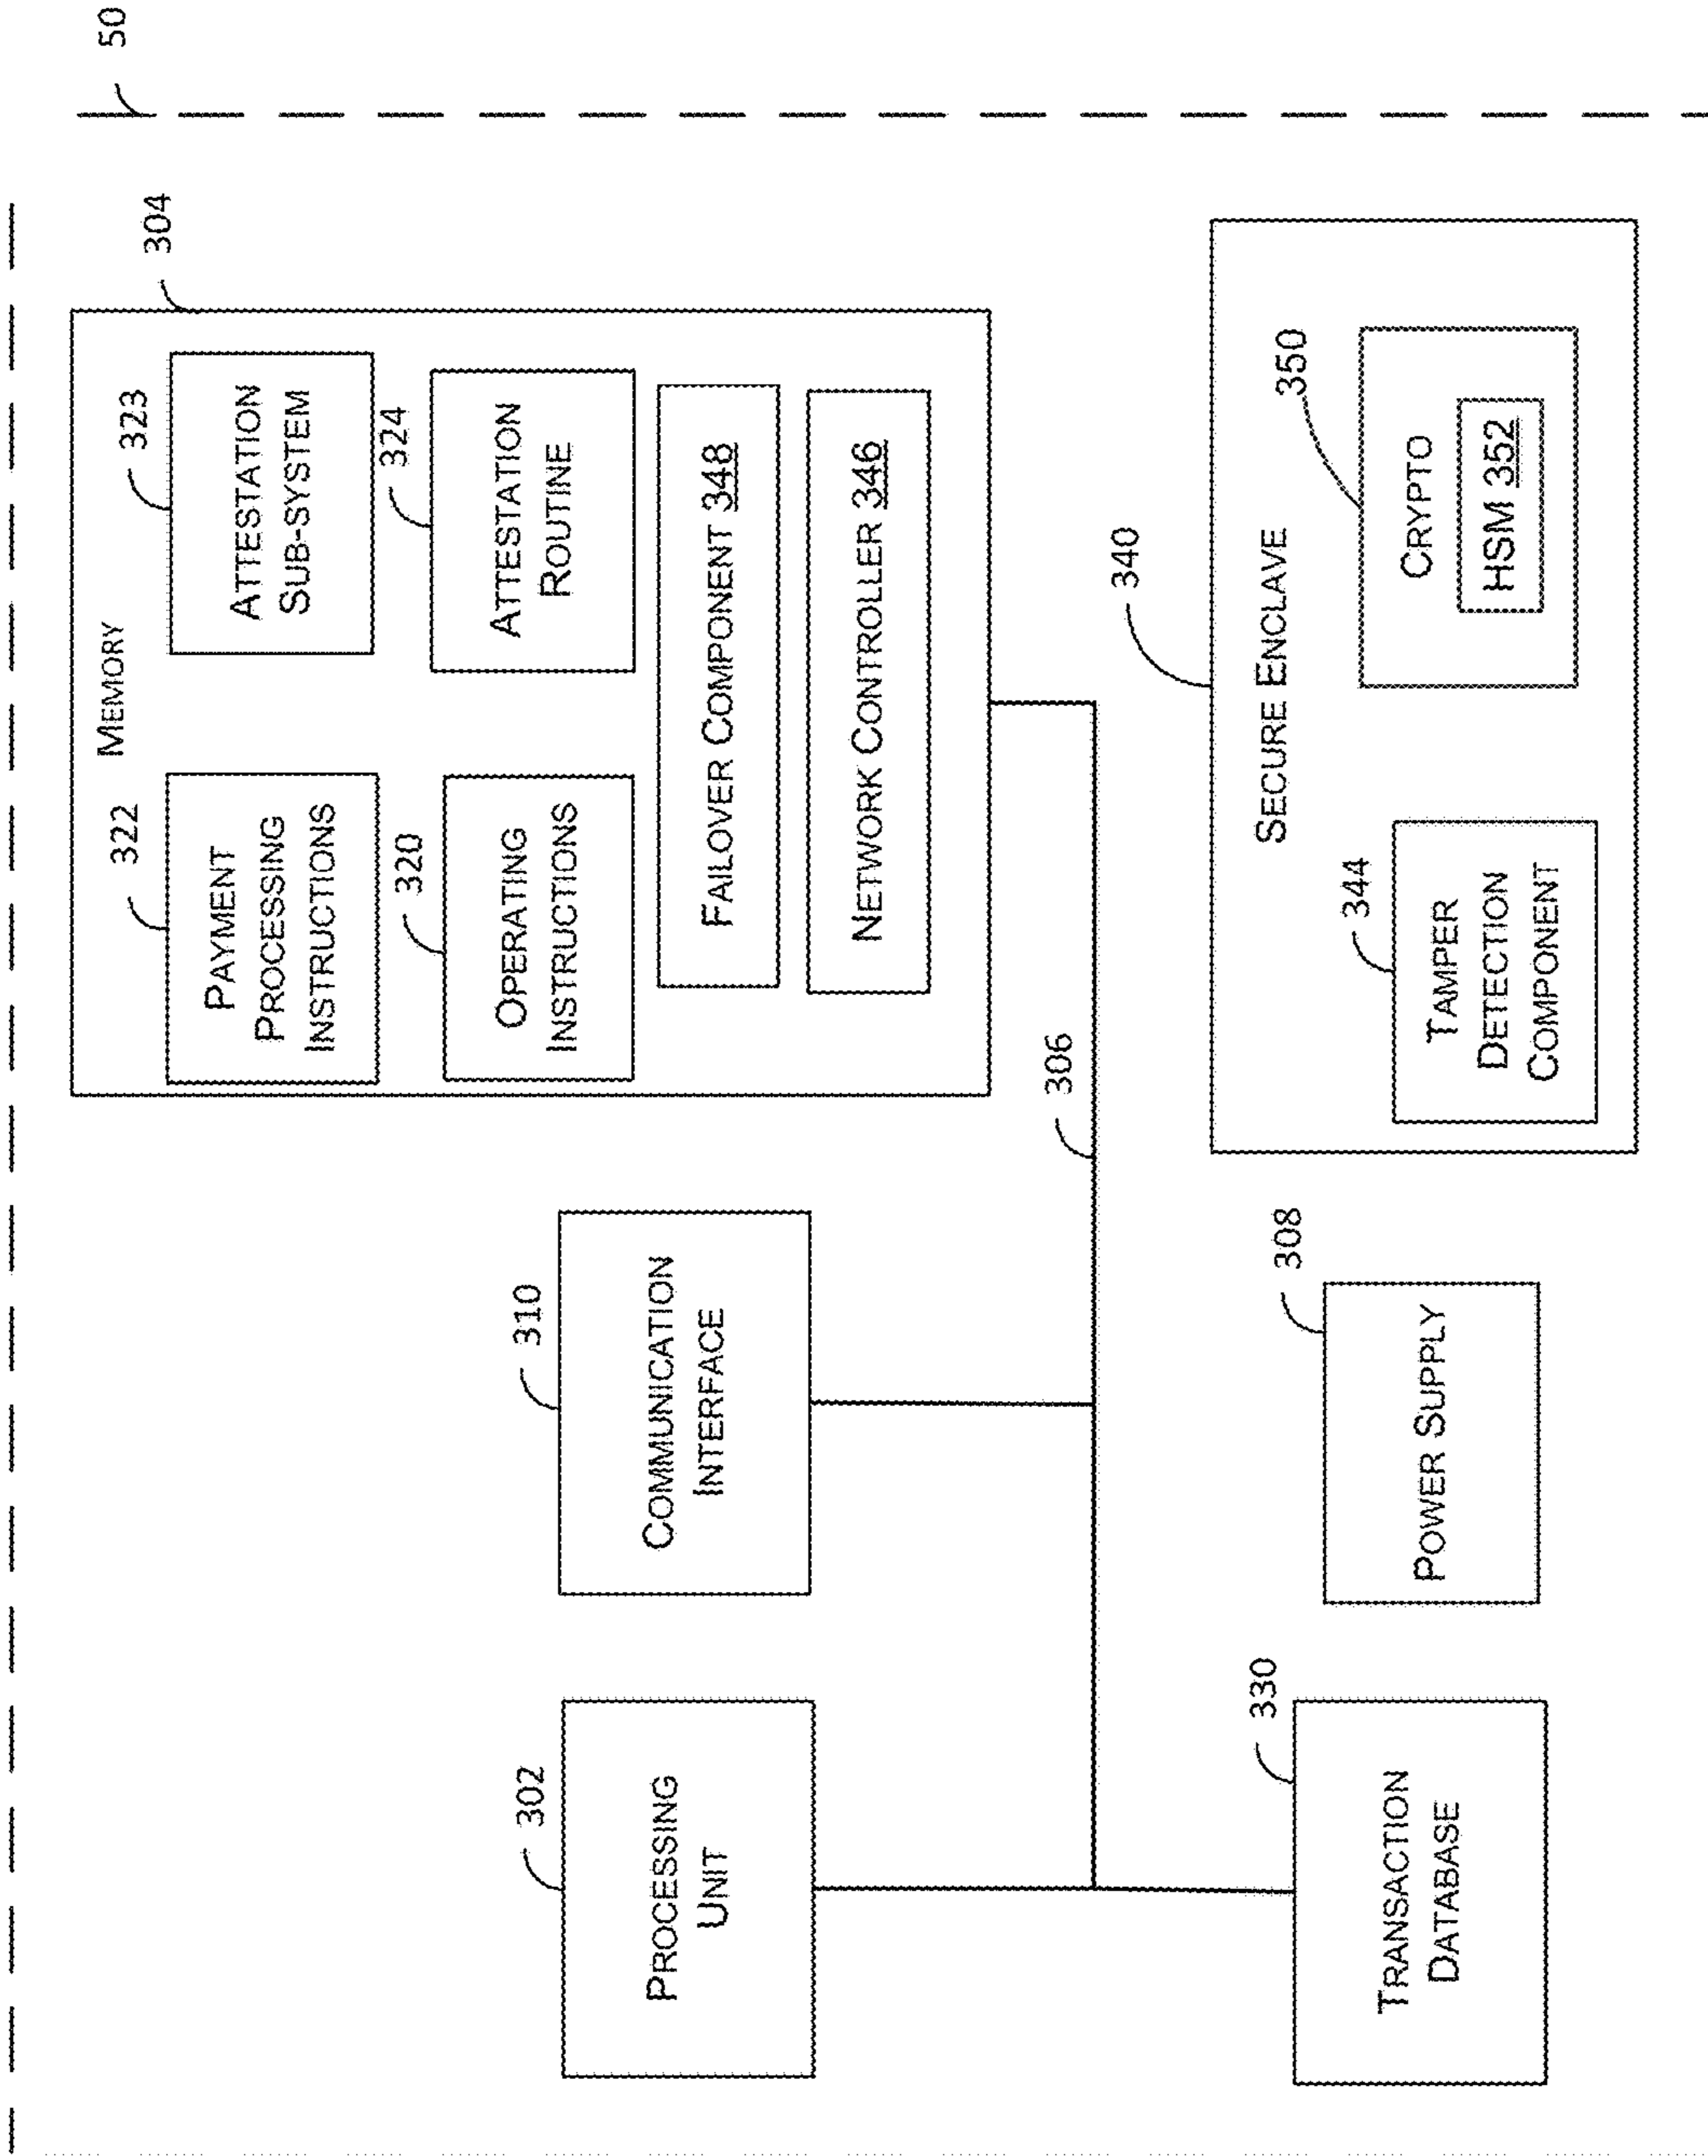 50
304
MEMORY
322
323
PAYMENT
PROCESSING
INSTRUCTIONS
ATTESTATION
SUB-SYSTEM
320
324
OPERATING
INSTRUCTIONS
ATTESTATION
ROUTINE
FAILOVER COMPONENT 348
NETWORK CONTROLLER 346
302
PROCESSING
UNIT
310
COMMUNICATION
INTERFACE
306
340
SECURE ENCLAVE
344
TAMPER
DETECTION
COMPONENT
350
CRYPTO
HSM 352
330
TRANSACTION
DATABASE
308
POWER SUPPLY